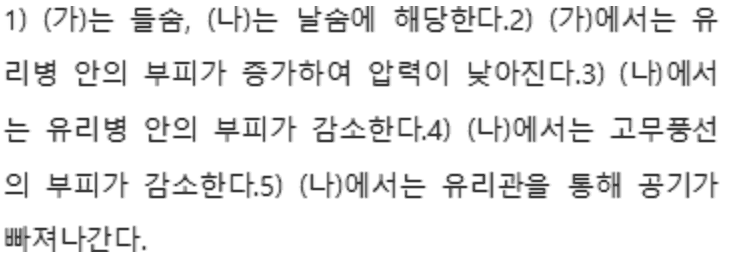 1) (가)는 들숨, (나)는 날숨에 해당한다.2) (가)에서는 유
리병 안의 부피가 증가하여 압력이 낮아진다.3) (나)에서
는 유리병 안의 부피가 감소한다.4) (나)에서는 고무풍선
의 부피가 감소한다.5) (나)에서는 유리관을 통해 공기가
빠져나간다.